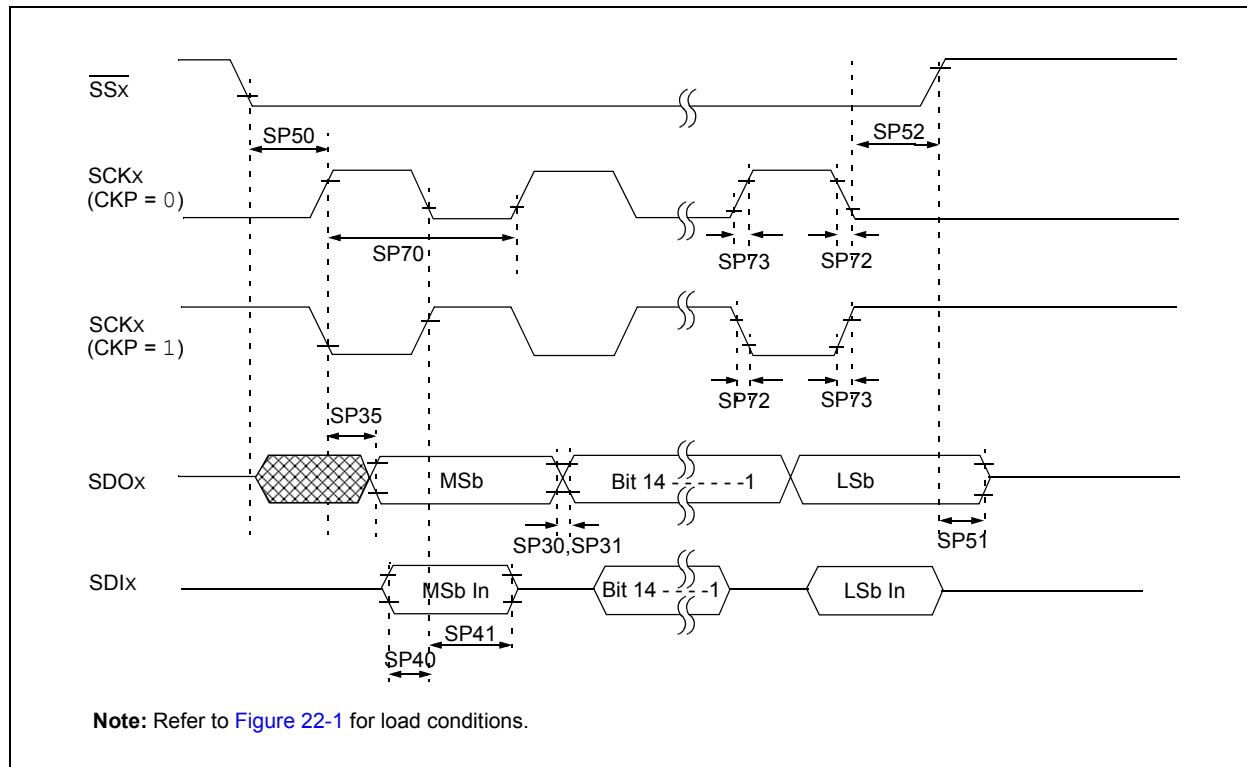 SSx
SP50
SP52
SCKx
(CKP = 0)
SP70
SP73
SP72
SCKx
(CKP = 1)
SP72
SP73
SP35
SDOx
MSb
Bit 14 - - - - - -1
LSb
SP30,SP31
SP51
SDIx
MSb In
Bit 14 - - - -1
LSb In
SP41
SP40
Note: Refer to Figure 22-1 for load conditions.